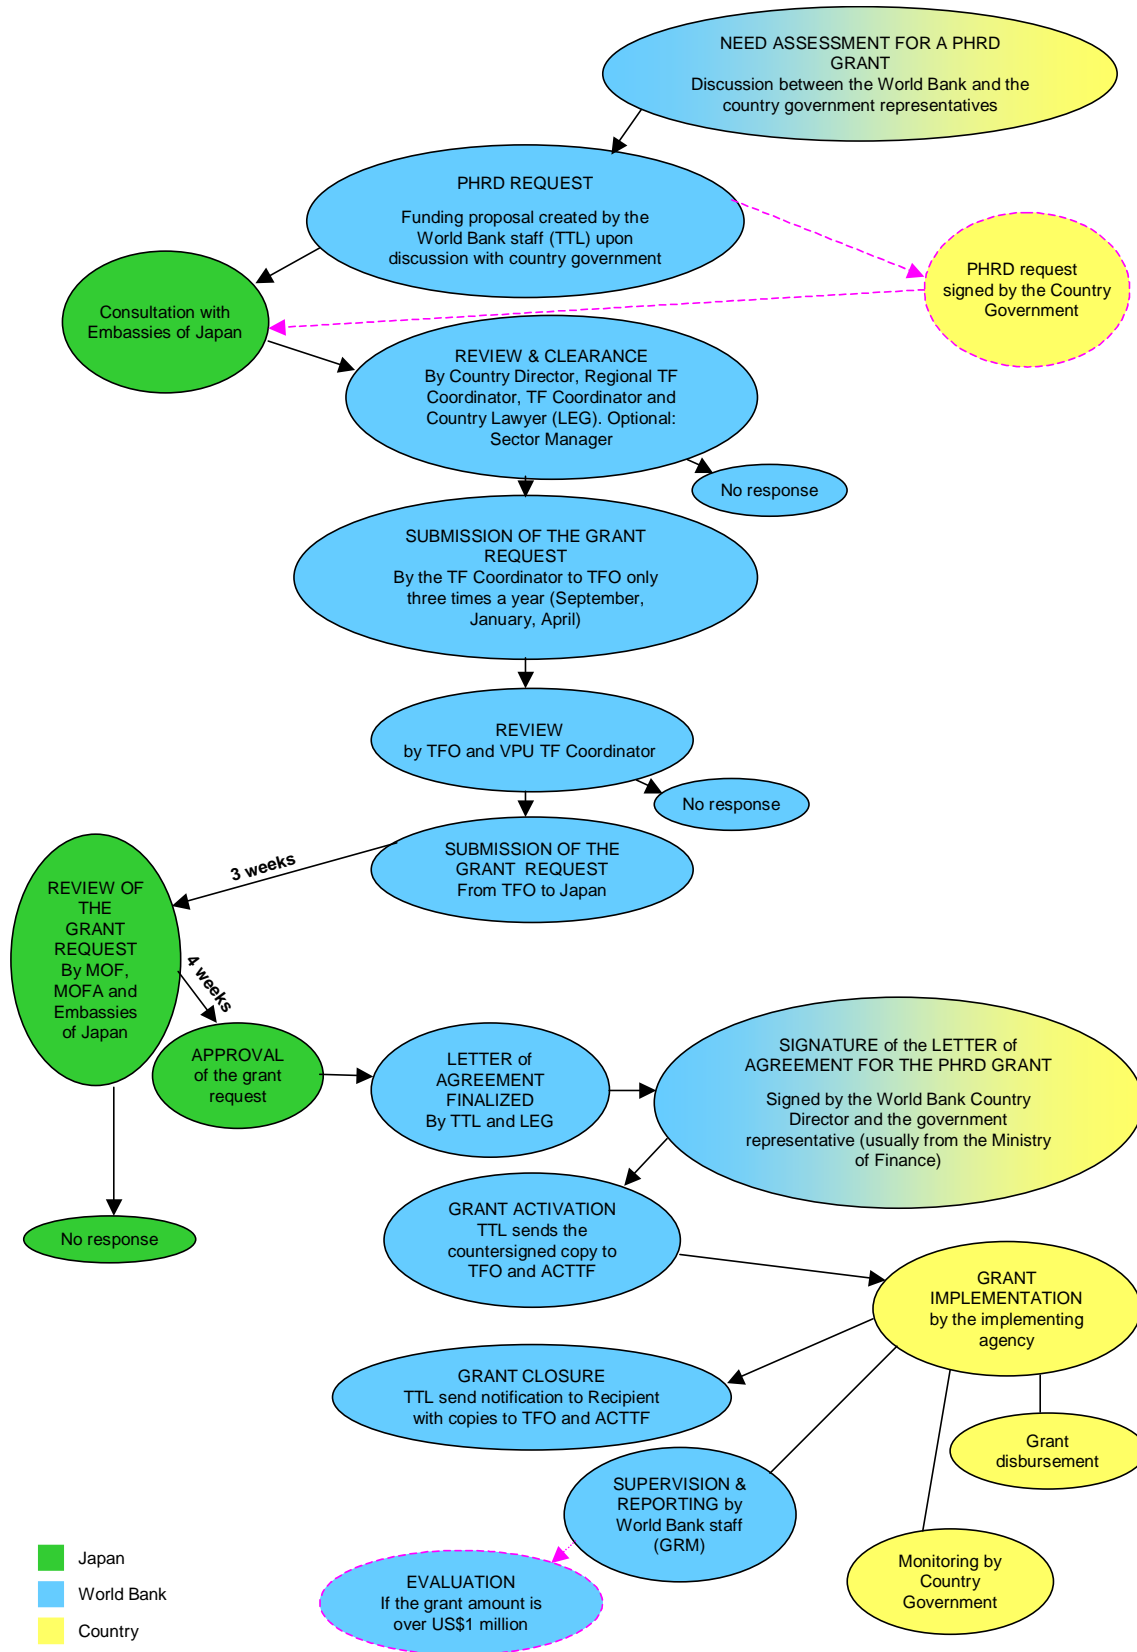 NEED ASSESSMENT FOR A PHRD
GRANT
Discussion between the World Bank and the
country government representatives
PHRD REQUEST
Funding proposal created by the
World Bank staff (TTL) upon
discussion with country government
PHRD request
signed by the Country
Government
Consultation with
Embassies of Japan
REVIEW & CLEARANCE
By Country Director, Regional TF
Coordinator, TF Coordinator and
Country Lawyer (LEG). Optional:
Sector Manager
No response
SUBMISSION OF THE GRANT
REQUEST
By the TF Coordinator to TFO only
three times a year (September,
January, April)
REVIEW
by TFO and VPU TF Coordinator
No response
SUBMISSION OF THE
GRANT REQUEST
From TFO to Japan
3 weeks
REVIEW OF
THE
GRANT
REQUEST
By MOF,
MOFA and
Embassies
of Japan
4 weeks
APPROVAL
of the grant
request
LETTER of
AGREEMENT
FINALIZED
By TTL and LEG
SIGNATURE of the LETTER of
AGREEMENT FOR THE PHRD GRANT
Signed by the World Bank Country
Director and the government
representative (usually from the Ministry
of Finance)
No response
GRANT ACTIVATION
TTL sends the
countersigned copy to
TFO and ACTTF
GRANT
IMPLEMENTATION
by the implementing
agency
GRANT CLOSURE
TTL send notification to Recipient
with copies to TFO and ACTTF
Grant
disbursement
SUPERVISION &
REPORTING by
World Bank staff
(GRM)
Monitoring by
Country
Government
EVALUATION
If the grant amount is
over US$1 million
Japan
World Bank
Country